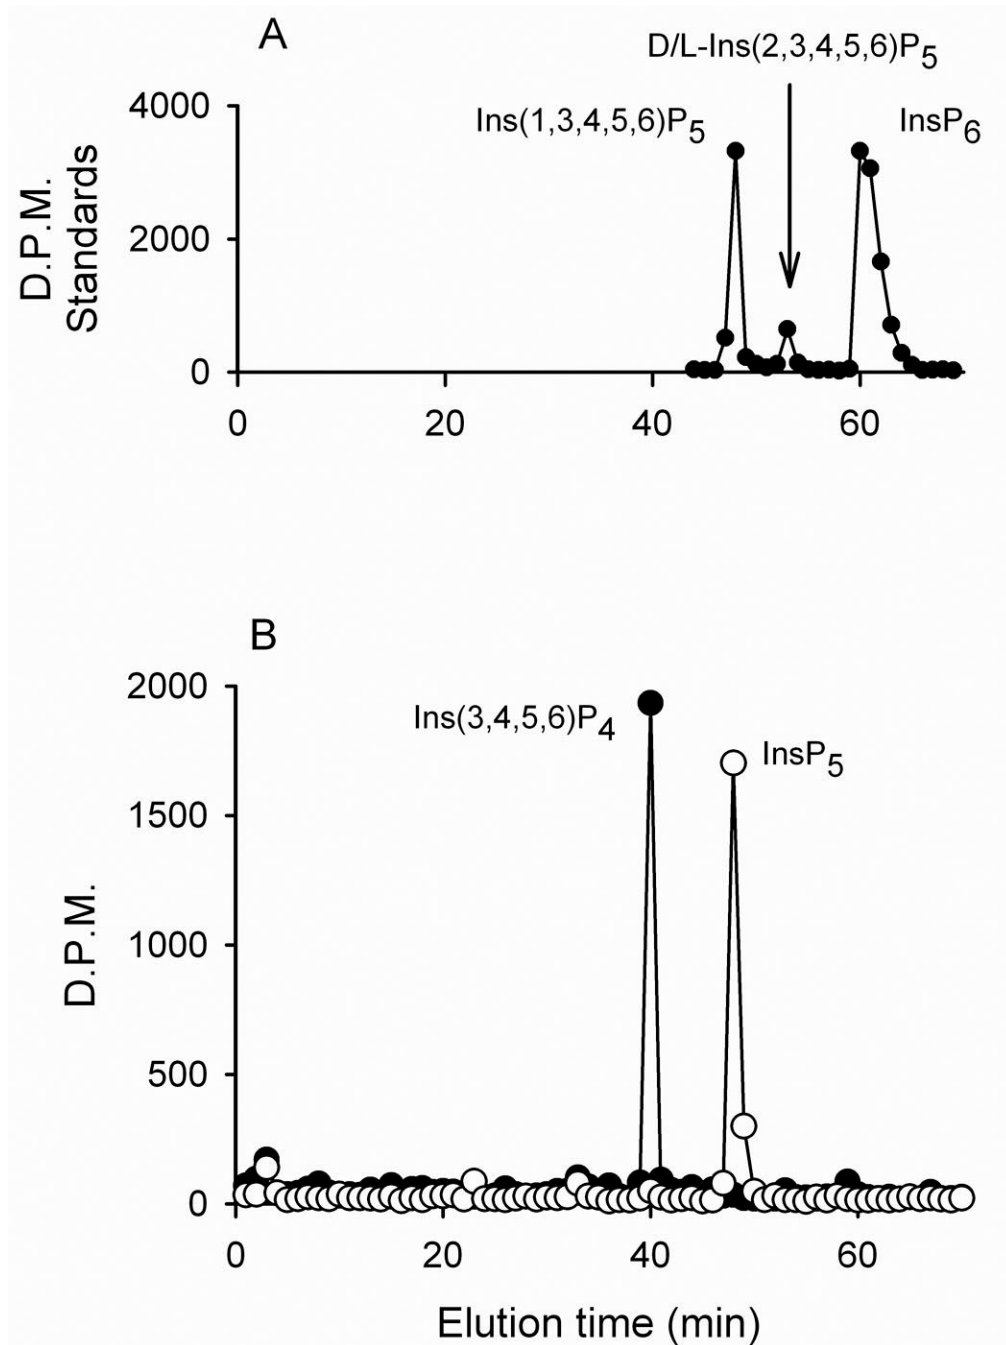 A
D/L-Ins(2,3,4,5,6)P5
Ins(1,3,4,5,6)P5
InsP6
D.P.M.
Standards
4000
2000
0
0 20 40 60
B
Ins(3,4,5,6)P4
InsP5
D.P.M.
2000
1500
1000
500
0
0 20 40 60
Elution time (min)